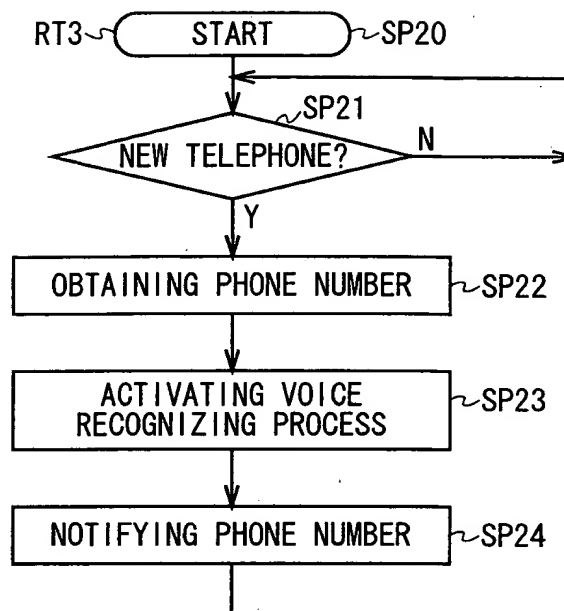 RT3 START SP20
SP21
NEW TELEPHONE? N
Y
OBTAINING PHONE NUMBER SP22
ACTIVATING VOICE
RECOGNIZING PROCESS SP23
NOTIFYING PHONE NUMBER SP24